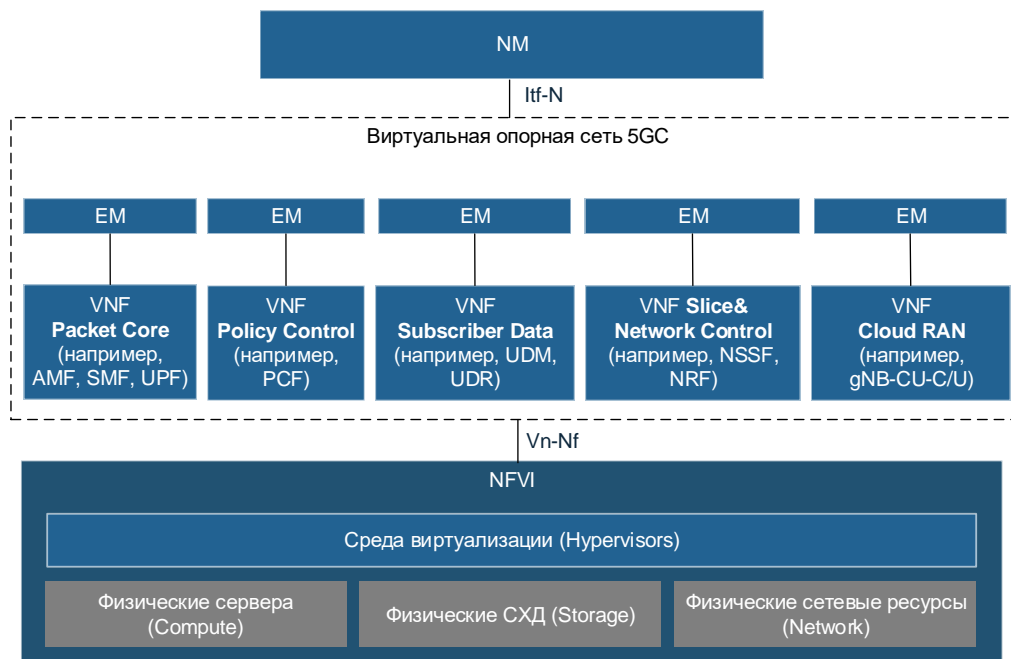 NM
Itf-N
Виртуальная опорная сеть 5GC
EM
EM
EM
EM
EM
VNF
Packet Core
(например,
AMF, SMF, UPF)
VNF
Policy Control
(например,
PCF)
VNF
Subscriber Data
(например, UDM,
UDR)
VNF Slice&
Network Control
(например, NSSF,
NRF)
VNF
Cloud RAN
(например,
gNB-CU-C/U)
Vn-Nf
NFVI
Среда виртуализации (Hypervisors)
Физические сервера
(Compute)
Физические СХД (Storage)
Физические сетевые ресурсы
(Network)